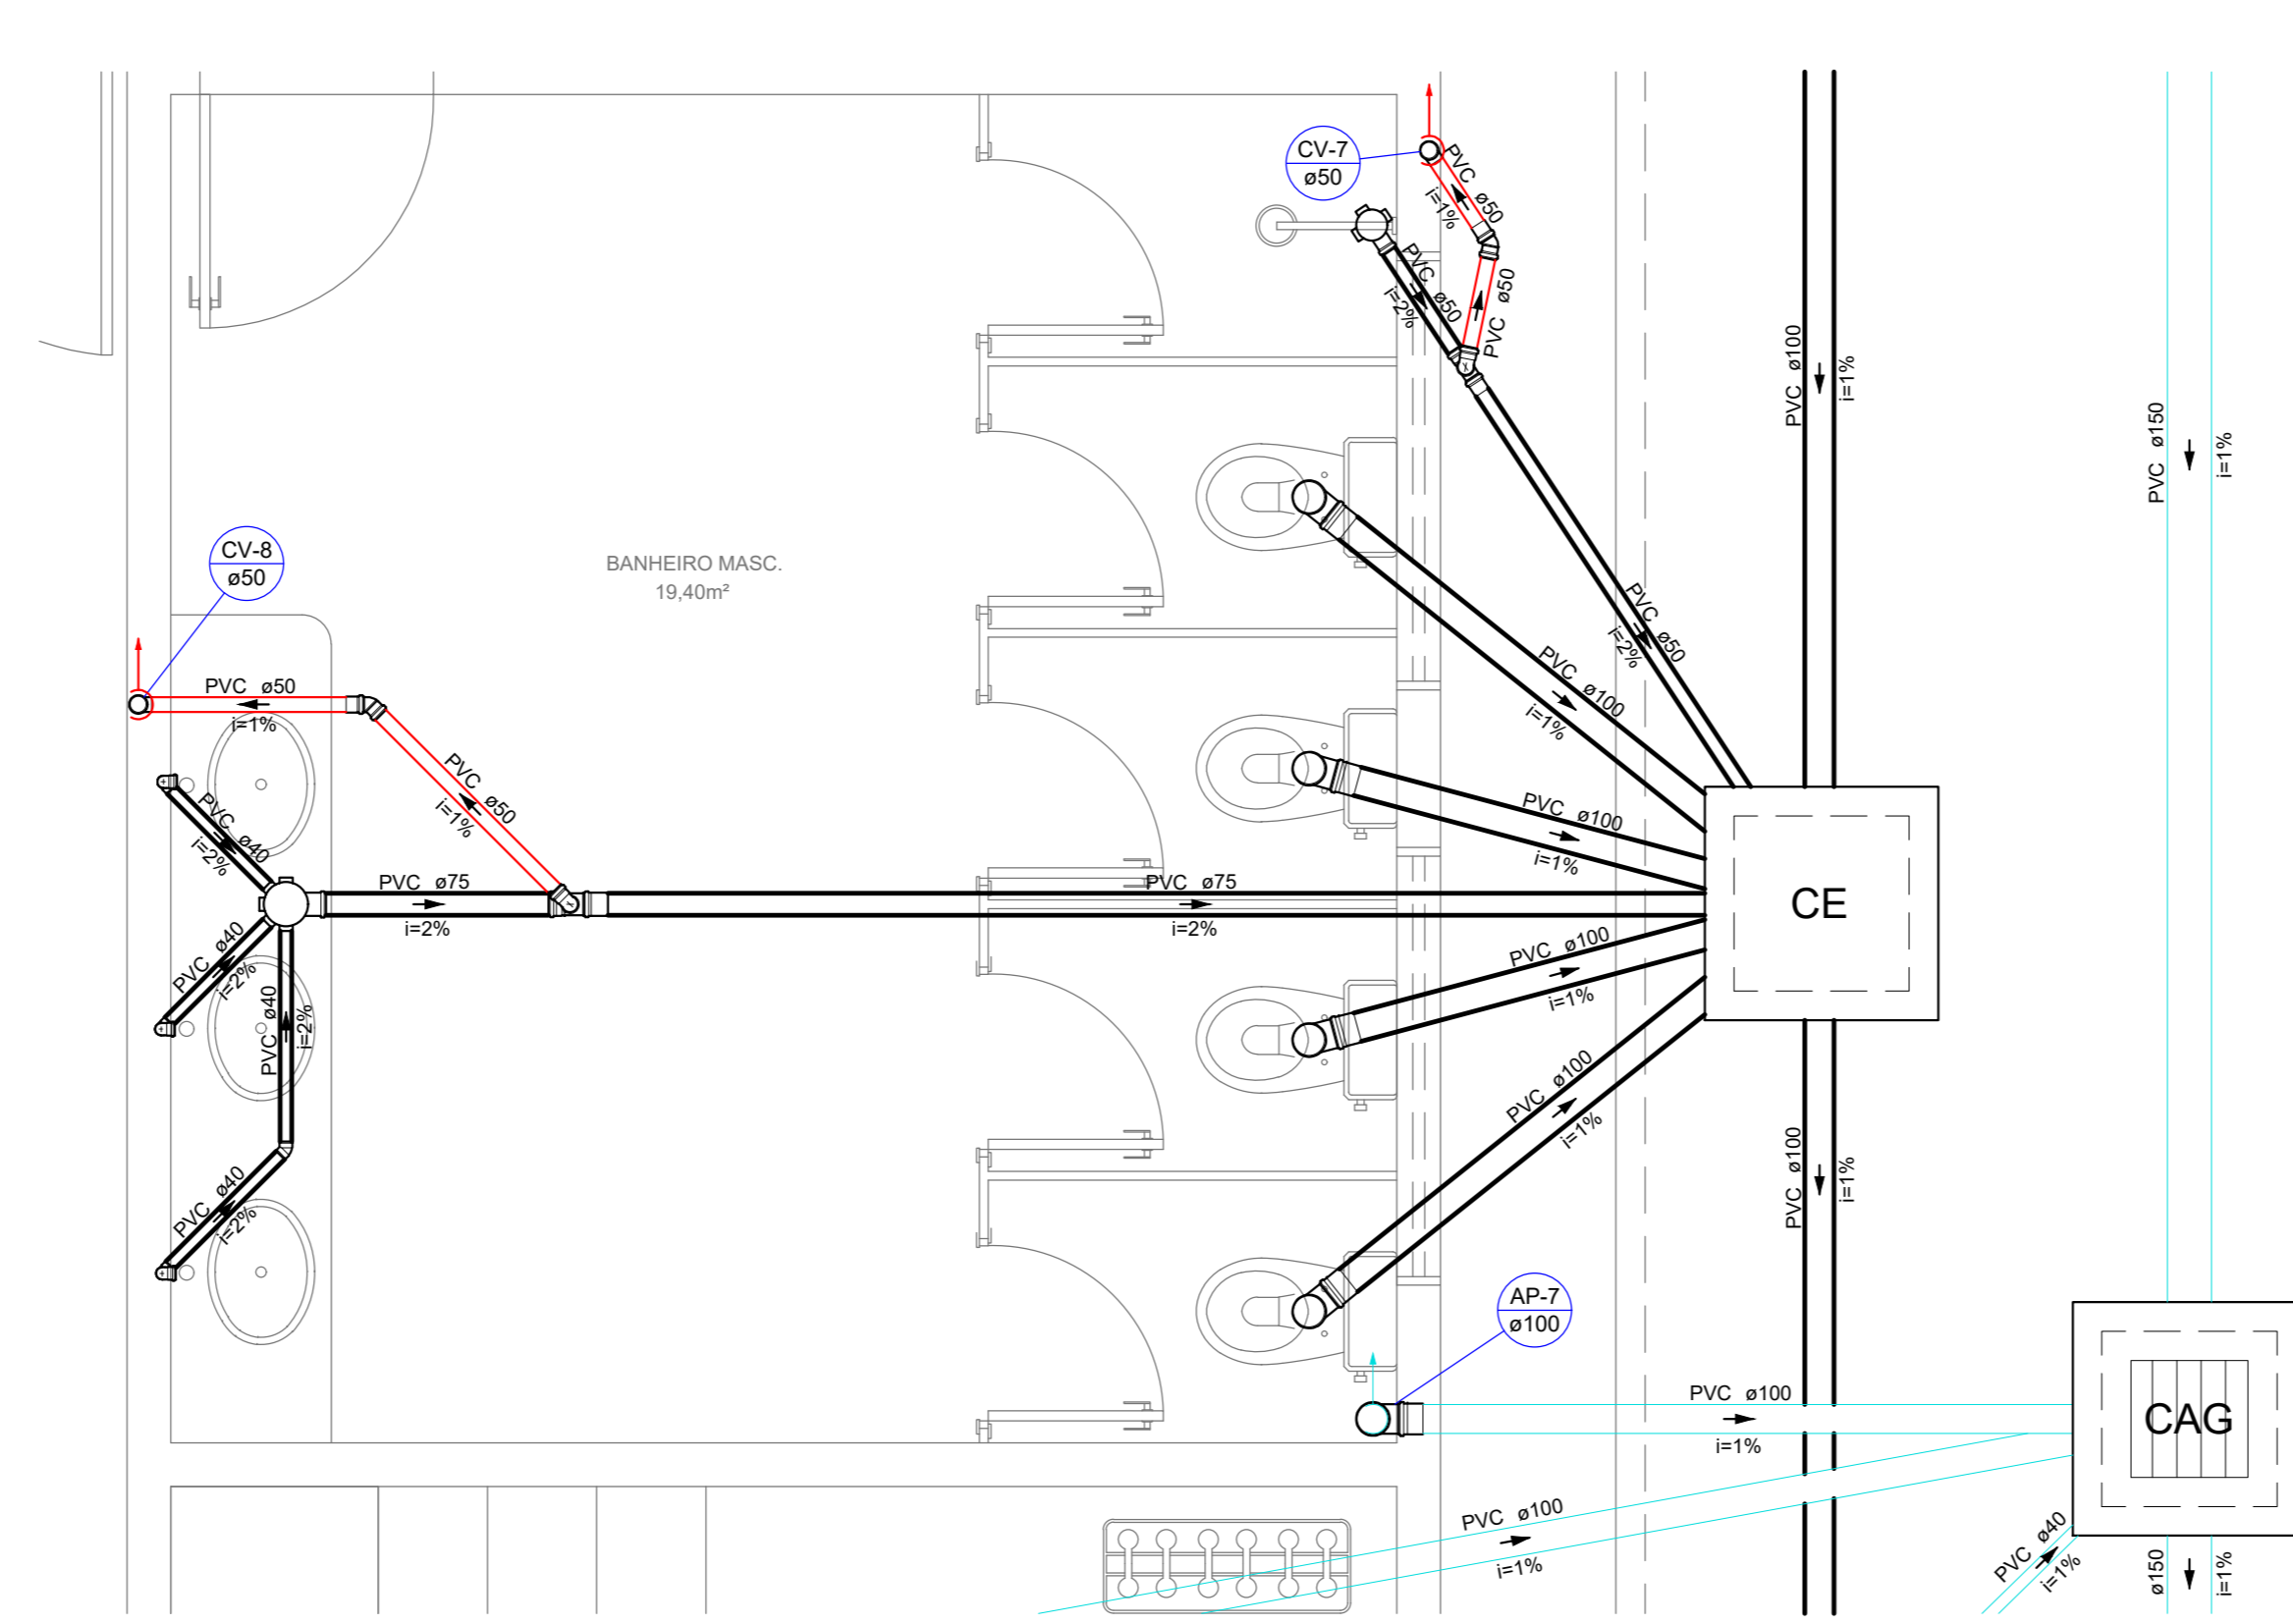 CV-7
ø50
PVC ø50
i=1%
PVC ø50
PVC ø50
i=2%
PVC ø100
i=1%
PVC ø150
i=1%
BANHEIRO MASC.
19,40m²
CV-8
ø50
PVC ø50
i=1%
PVC ø50
i=1%
PVC ø50
i=2%
PVC ø100
i=1%
PVC ø100
i=1%
PVC ø40
i=2%
PVC ø75
i=2%
PVC ø75
i=2%
CE
PVC ø40
i=2%
PVC ø40
i=2%
PVC ø100
i=1%
PVC ø100
i=1%
PVC ø40
i=2%
PVC ø100
i=1%
AP-7
ø100
PVC ø100
i=1%
CAG
PVC ø100
i=1%
PVC ø40
i=1%
ø150
i=1%